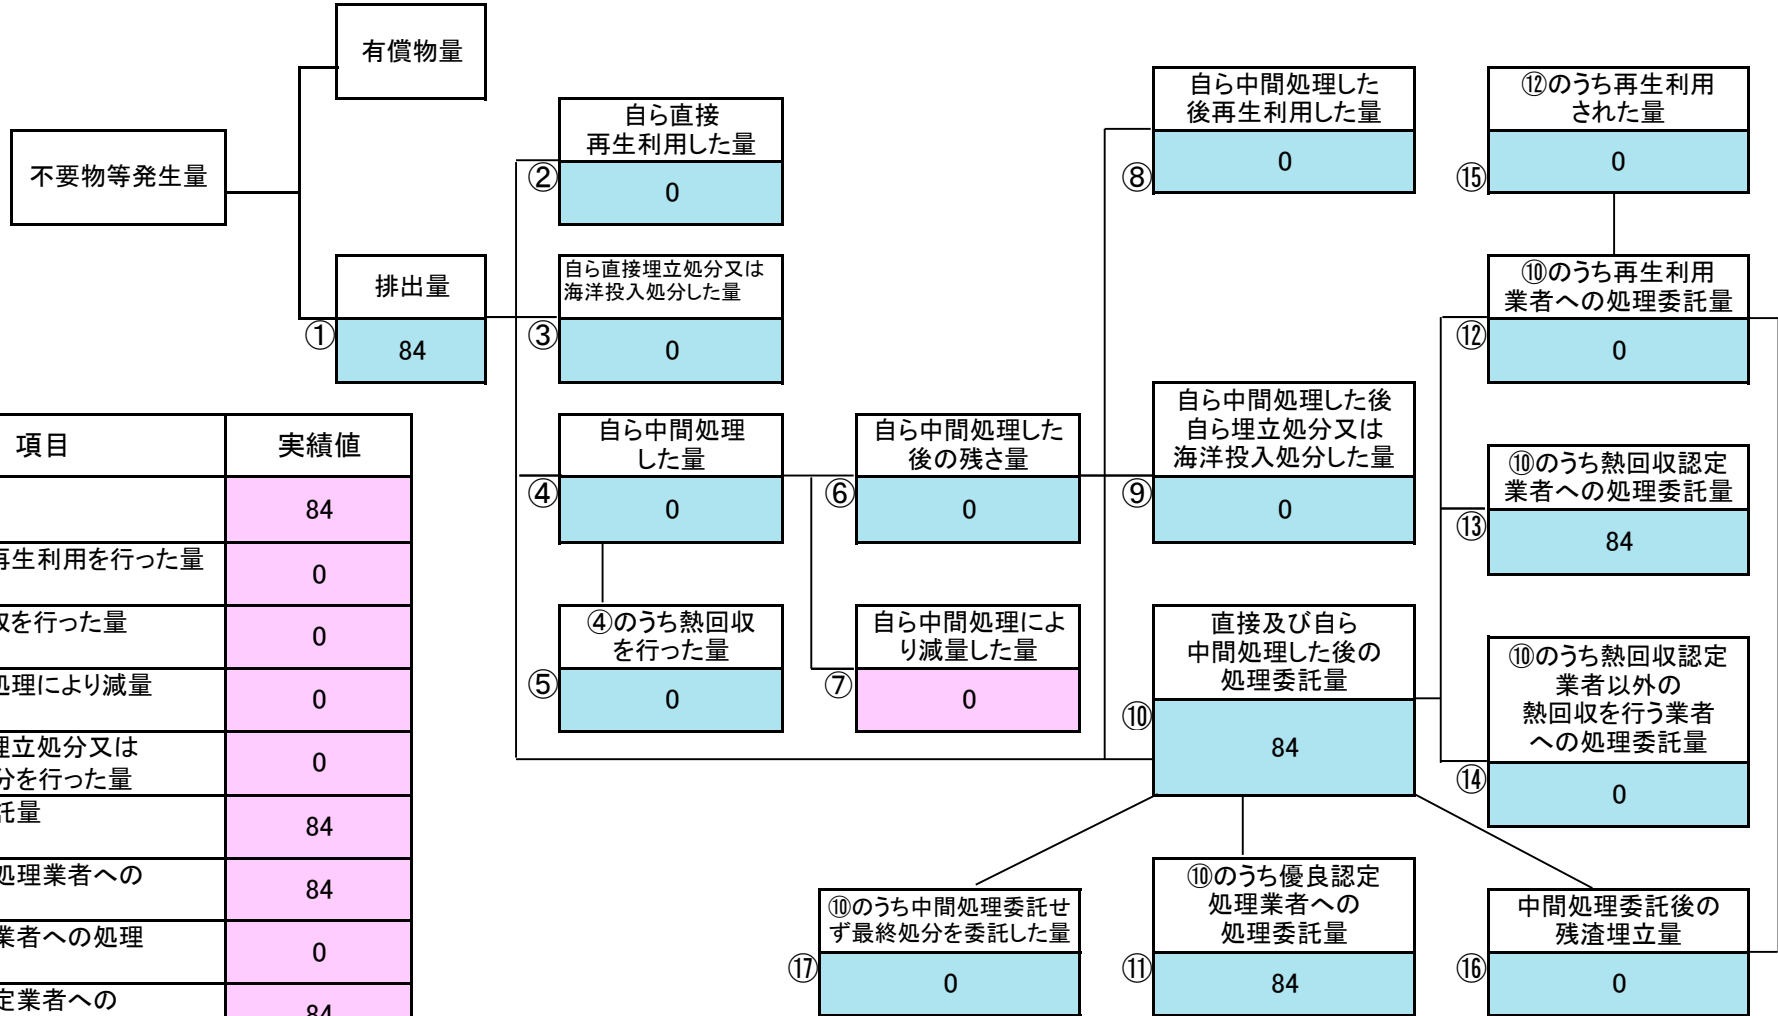 有償物量
不要物等発生量
排出量
①
84
自ら直接
再生利用した量
②
0
自ら直接埋立処分又は
海洋投入処分した量
③
0
自ら中間処理
した量
④
0
④のうち熱回収
を行った量
⑤
0
自ら中間処理した
後の残さ量
⑥
0
自ら中間処理によ
り減量した量
⑦
0
自ら中間処理した
後再生利用した量
⑧
0
自ら中間処理した後
自ら埋立処分又は
海洋投入処分した量
⑨
0
直接及び自ら
中間処理した後の
処理委託量
⑩
84
⑫のうち再生利用
された量
⑮
0
⑩のうち再生利用
業者への処理委託量
⑫
0
⑩のうち熱回収認定
業者への処理委託量
⑬
84
⑩のうち熱回収認定
業者以外の
熱回収を行う業者
への処理委託量
⑭
0
⑩のうち中間処理委託せ
ず最終処分を委託した量
⑰
0
⑩のうち優良認定
処理業者への
処理委託量
⑪
84
中間処理委託後の
残渣埋立量
⑯
0
項目 実績値
84
再生利用を行った量 0
収を行った量 0
処理により減量 0
埋立処分又は
分を行った量 0
託量 84
処理業者への 84
業者への処理 0
定業者への 84